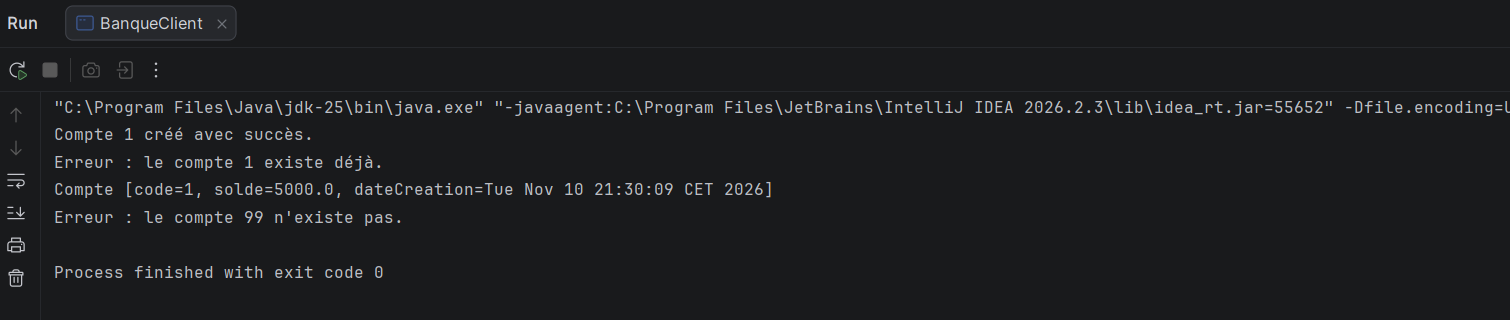 Run BanqueClient
"C:\Program Files\Java\jdk-25\bin\java.exe" "-javaagent:C:\Program Files\JetBrains\IntelliJ IDEA 2026.2.3\lib\idea_rt.jar=55652" -Dfile.encoding=U
Compte 1 créé avec succès.
Erreur : le compte 1 existe déjà.
Compte [code=1, solde=5000.0, dateCreation=Tue Nov 10 21:30:09 CET 2026]
Erreur : le compte 99 n'existe pas.
Process finished with exit code 0